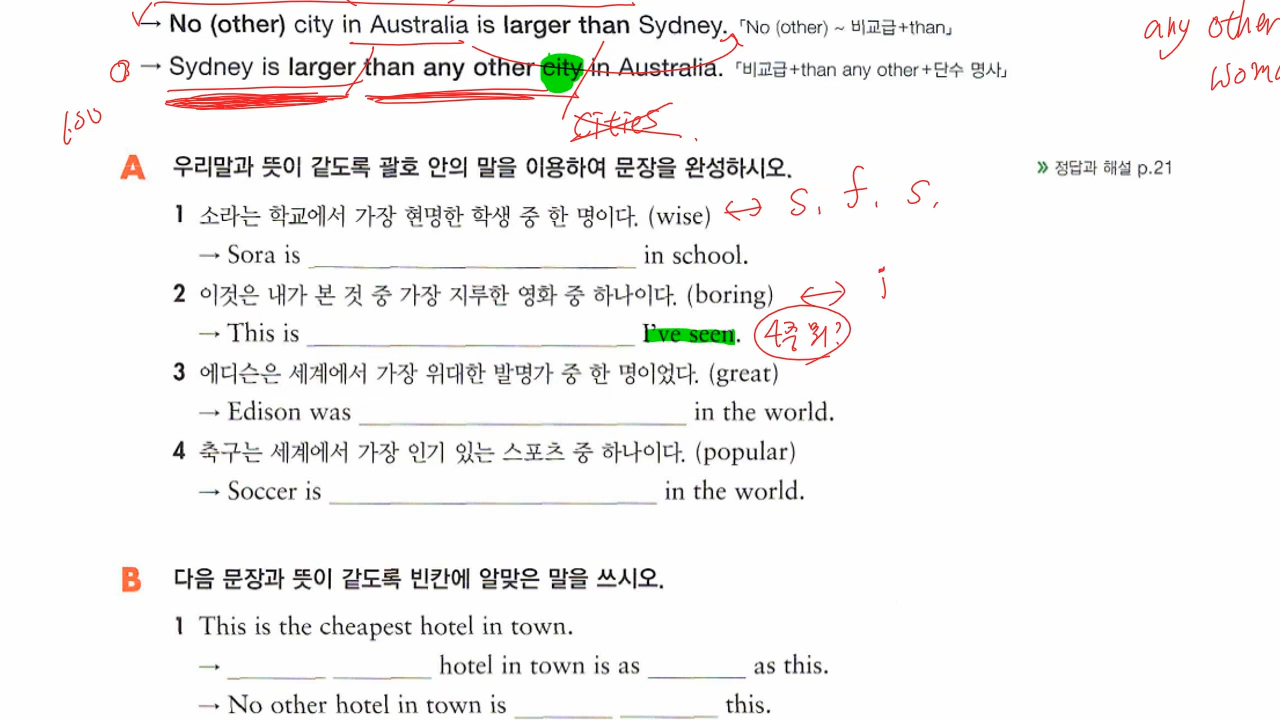 → No (other) city in Australia is larger than Sydney. 「No (other) ~ 비교급+than」
any other
→ Sydney is larger than any other city in Australia. 「비교급+than any other+단수 명사」
cities
A 우리말과 뜻이 같도록 괄호 안의 말을 이용하여 문장을 완성하시오.
» 정답과 해설 p.21
1 소라는 학교에서 가장 현명한 학생 중 한 명이다. (wise) ↔ s, f, s,
→ Sora is ____________ in school.
2 이것은 내가 본 것 중 가장 지루한 영화 중 하나이다. (boring) ↔ i
→ This is ____________ I've seen. 4중 뭐?
3 에디슨은 세계에서 가장 위대한 발명가 중 한 명이었다. (great)
→ Edison was ____________ in the world.
4 축구는 세계에서 가장 인기 있는 스포츠 중 하나이다. (popular)
→ Soccer is ____________ in the world.
B 다음 문장과 뜻이 같도록 빈칸에 알맞은 말을 쓰시오.
1 This is the cheapest hotel in town.
→ ______ ______ hotel in town is as ______ as this.
→ No other hotel in town is ______ ______ this.